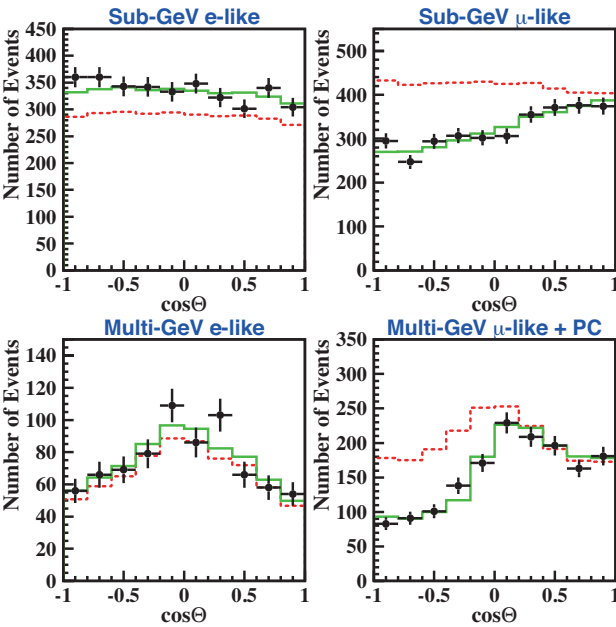 Sub-GeV e-like
Number of Events
450
400
350
300
250
200
150
100
50
0
-1 -0.5 0 0.5 1
cosΘ
Sub-GeV μ-like
Number of Events
500
400
300
200
100
0
-1 -0.5 0 0.5 1
cosΘ
Multi-GeV e-like
Number of Events
140
120
100
80
60
40
20
0
-1 -0.5 0 0.5 1
cosΘ
Multi-GeV μ-like + PC
Number of Events
350
300
250
200
150
100
50
0
-1 -0.5 0 0.5 1
cosΘ